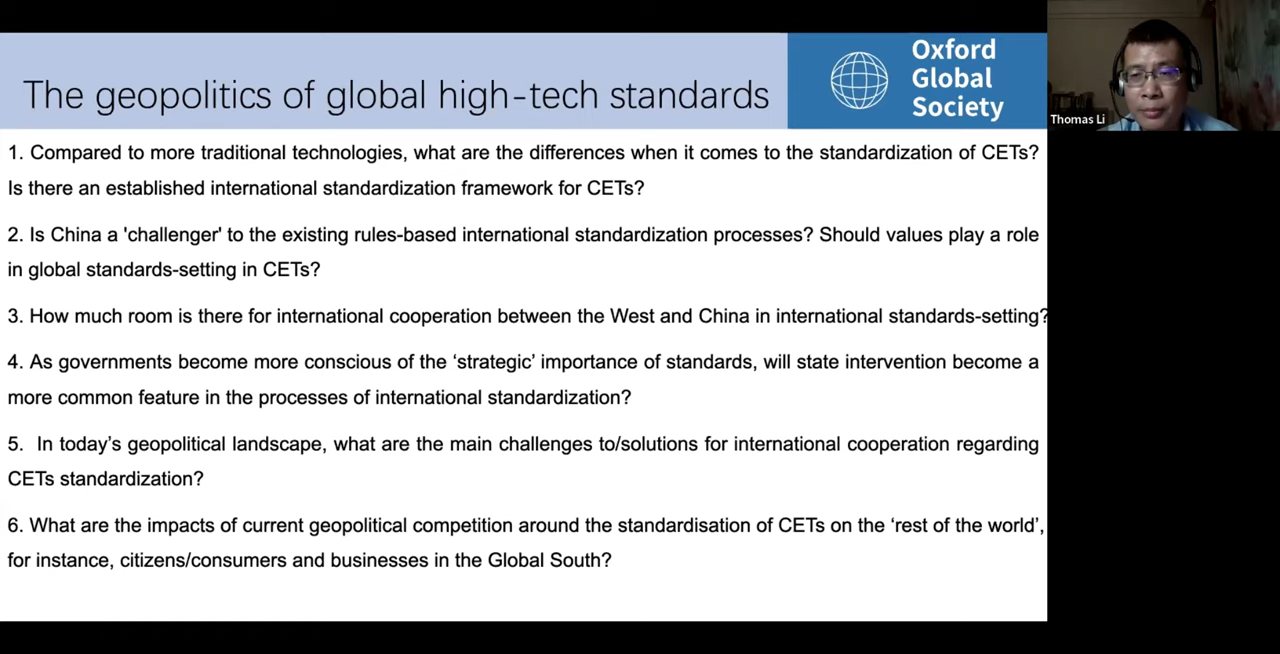 The geopolitics of global high-tech standards
Oxford
Global
Society
Thomas Li
1. Compared to more traditional technologies, what are the differences when it comes to the standardization of CETs?
Is there an established international standardization framework for CETs?
2. Is China a 'challenger' to the existing rules-based international standardization processes? Should values play a role
in global standards-setting in CETs?
3. How much room is there for international cooperation between the West and China in international standards-setting?
4. As governments become more conscious of the ‘strategic’ importance of standards, will state intervention become a
more common feature in the processes of international standardization?
5. In today’s geopolitical landscape, what are the main challenges to/solutions for international cooperation regarding
CETs standardization?
6. What are the impacts of current geopolitical competition around the standardisation of CETs on the ‘rest of the world’,
for instance, citizens/consumers and businesses in the Global South?